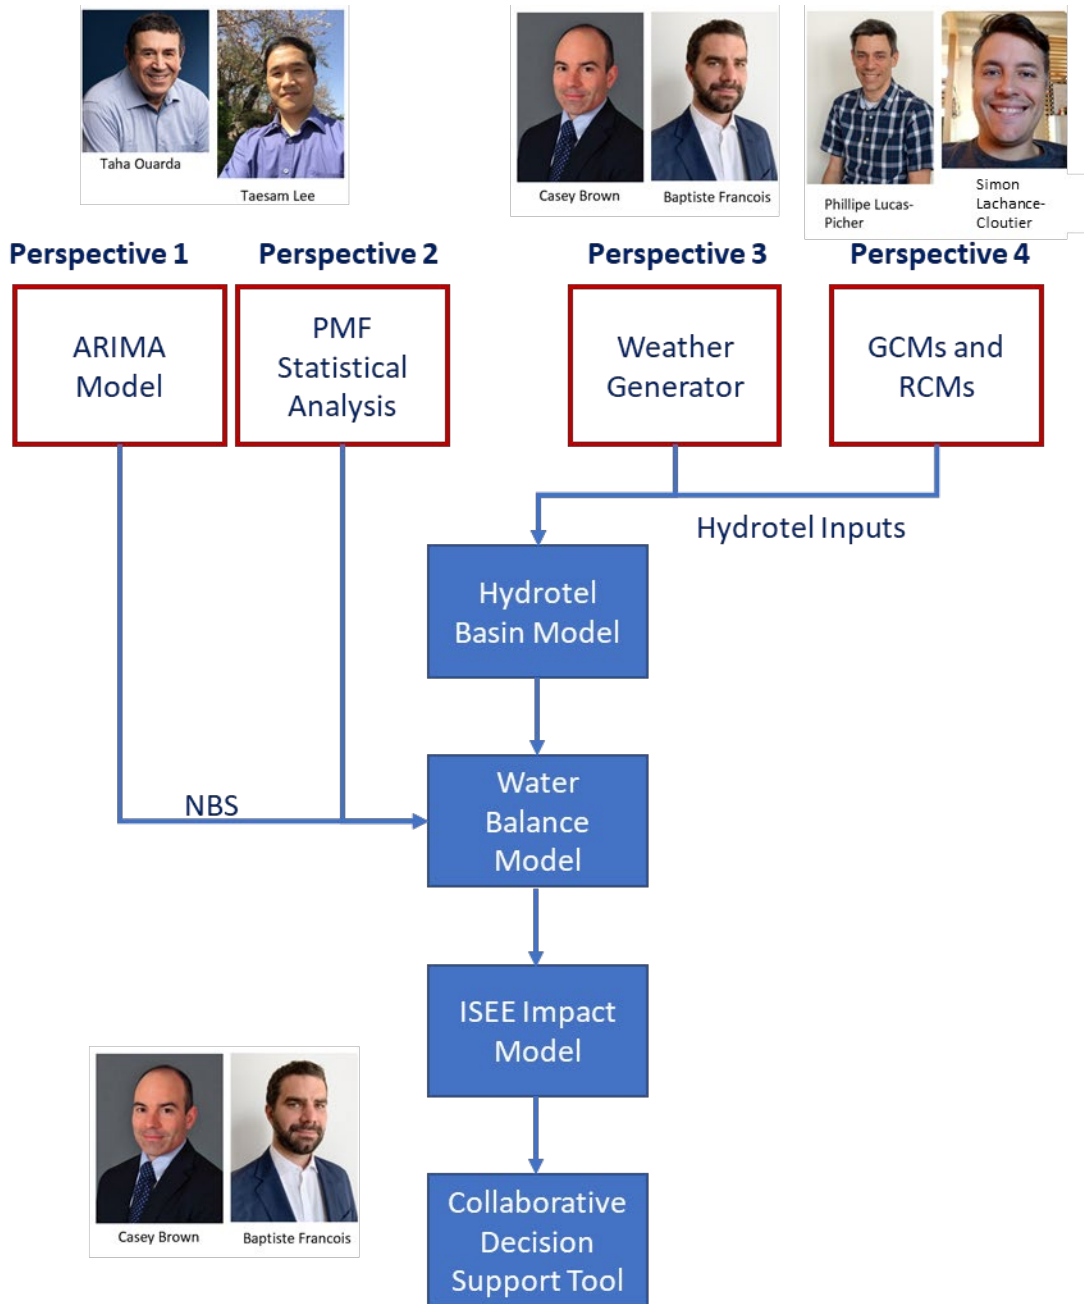 Taha Ouarda
Taesam Lee
Casey Brown
Baptiste Francois
Phillipe Lucas-
Picher
Simon
Lachance-
Cloutier
Perspective 1
Perspective 2
Perspective 3
Perspective 4
ARIMA
Model
PMF
Statistical
Analysis
Weather
Generator
GCMs and
RCMs
Hydrotel Inputs
Hydrotel
Basin Model
NBS
Water
Balance
Model
ISEE Impact
Model
Casey Brown
Baptiste Francois
Collaborative
Decision
Support Tool